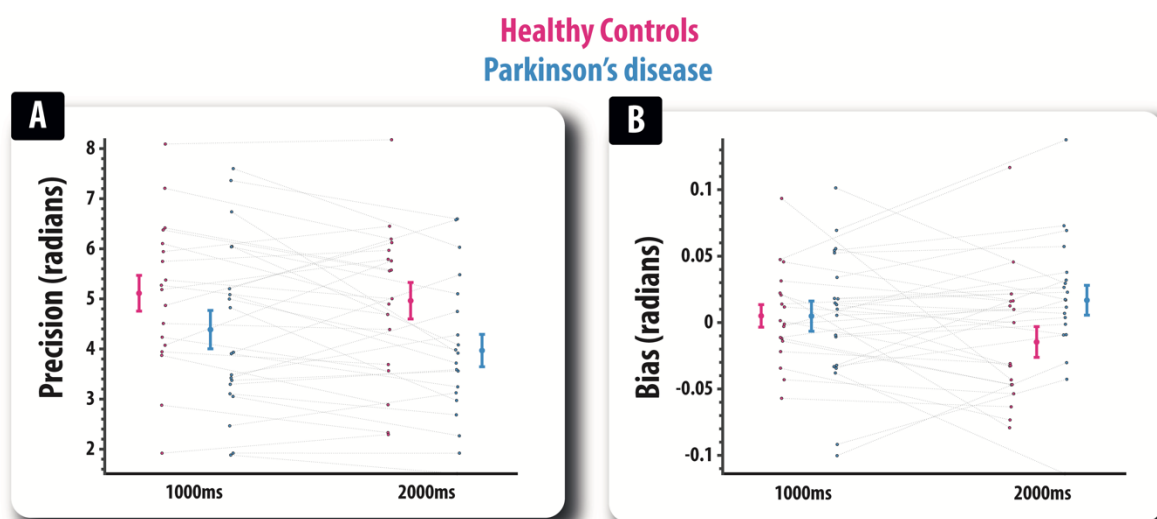 Healthy Controls
Parkinson's disease
A
Precision (radians)
8
7
6
5
4
3
2
1000ms
2000ms
B
Bias (radians)
0.1
0.05
0
-0.05
-0.1
1000ms
2000ms